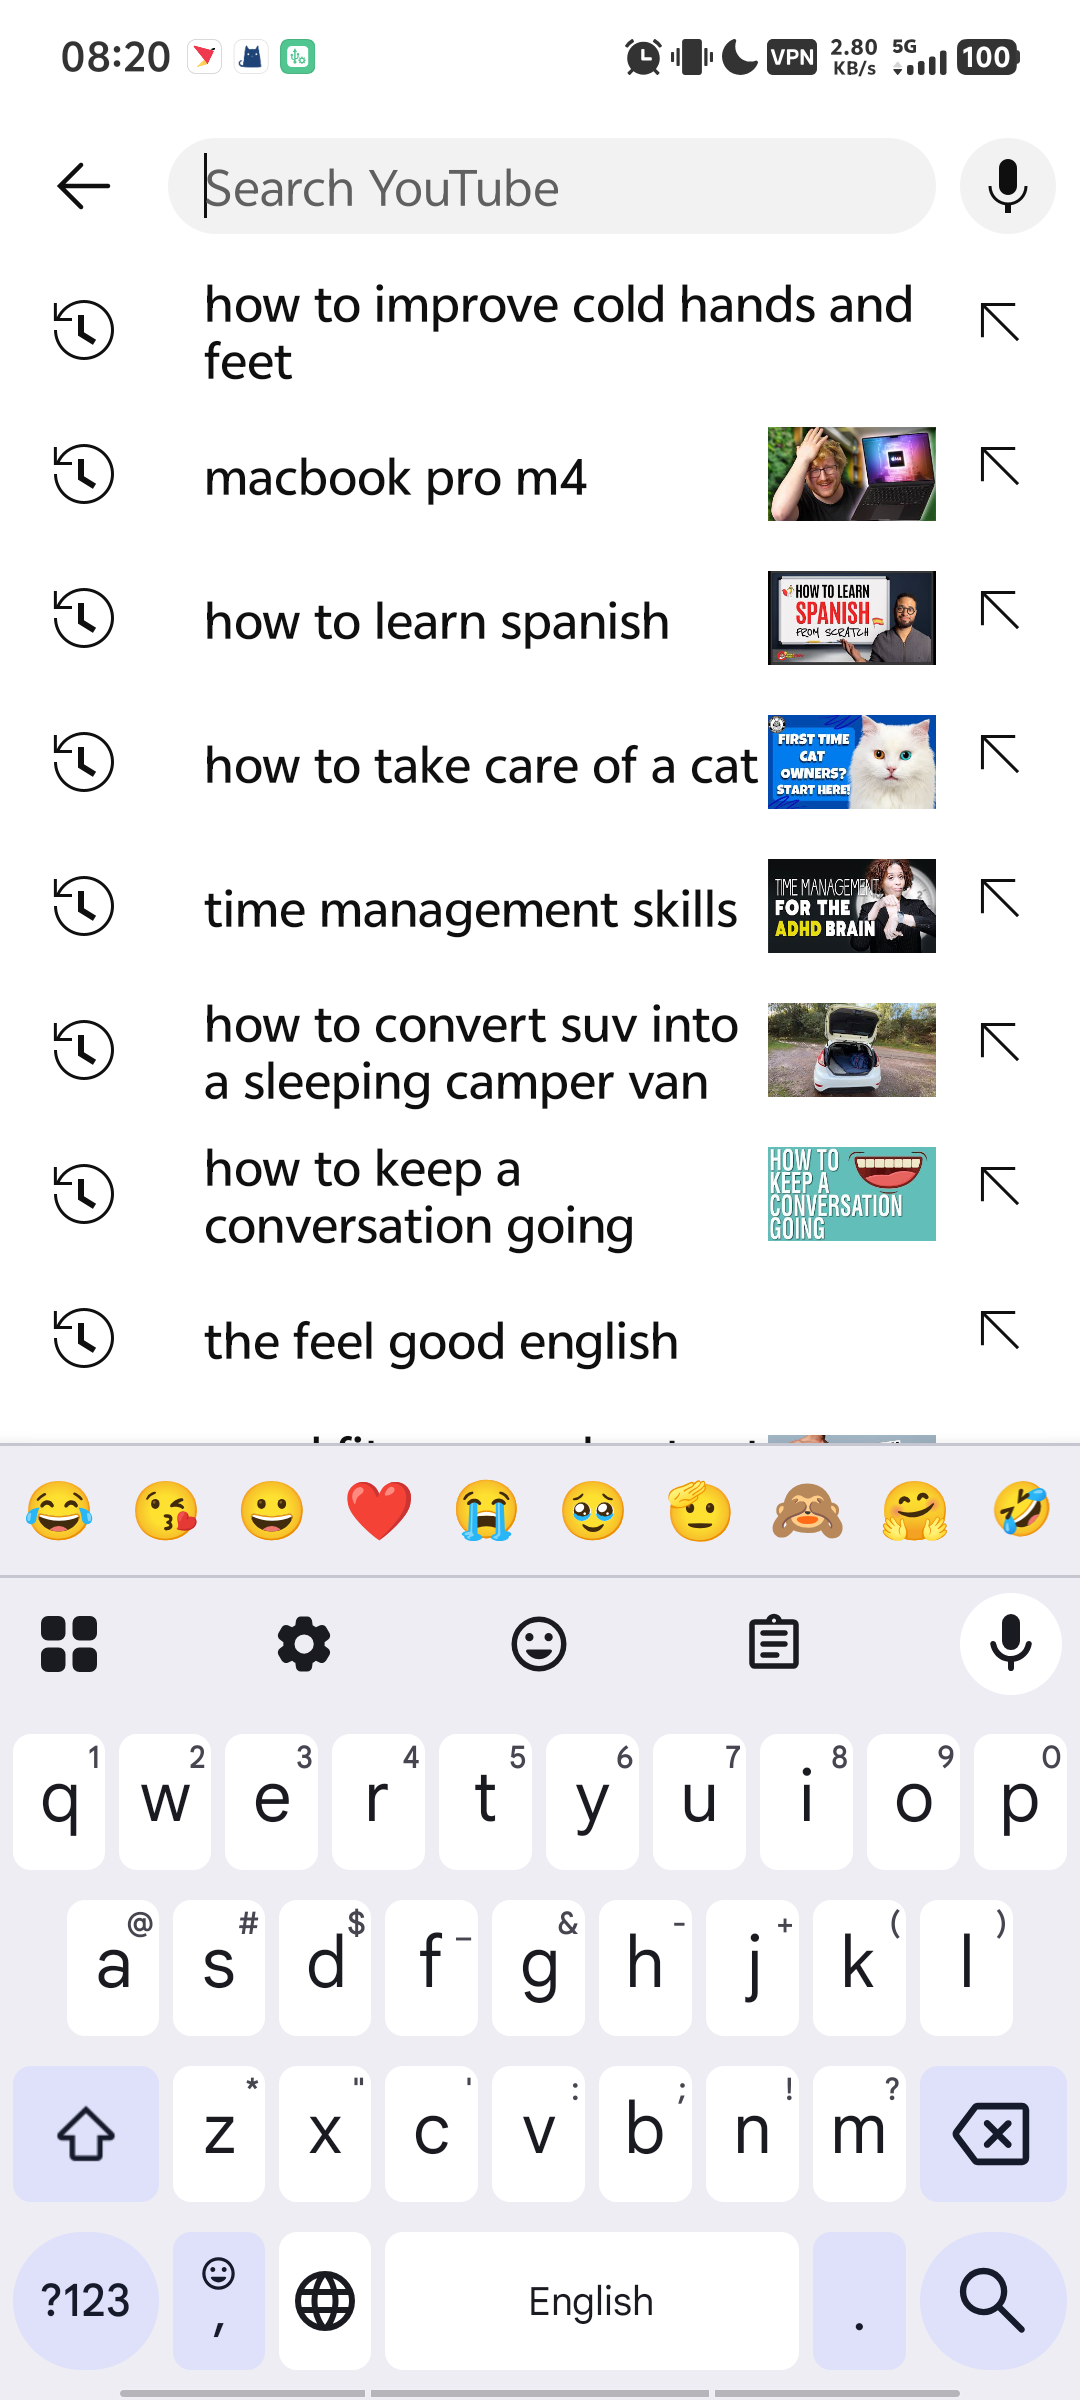 08:20
VPN
2.80
KB/s
5G
100
Search YouTube
how to improve cold hands and
feet
macbook pro m4
how to learn spanish
HOW TO LEARN
SPANISH
FROM SCRATCH
how to take care of a cat
FIRST TIME
CAT
OWNERS?
START HERE!
time management skills
TIME MANAGEMENT
FOR THE
ADHD BRAIN
how to convert suv into
a sleeping camper van
how to keep a
conversation going
HOW TO
KEEP A
CONVERSATION
GOING
the feel good english
1 2 3 4 5 6 7 8 9 0
q w e r t y u i o p
@ # $ _ & - + ( )
a s d f g h j k l
* " ' : ; ! ?
z x c v b n m
?123 , English .